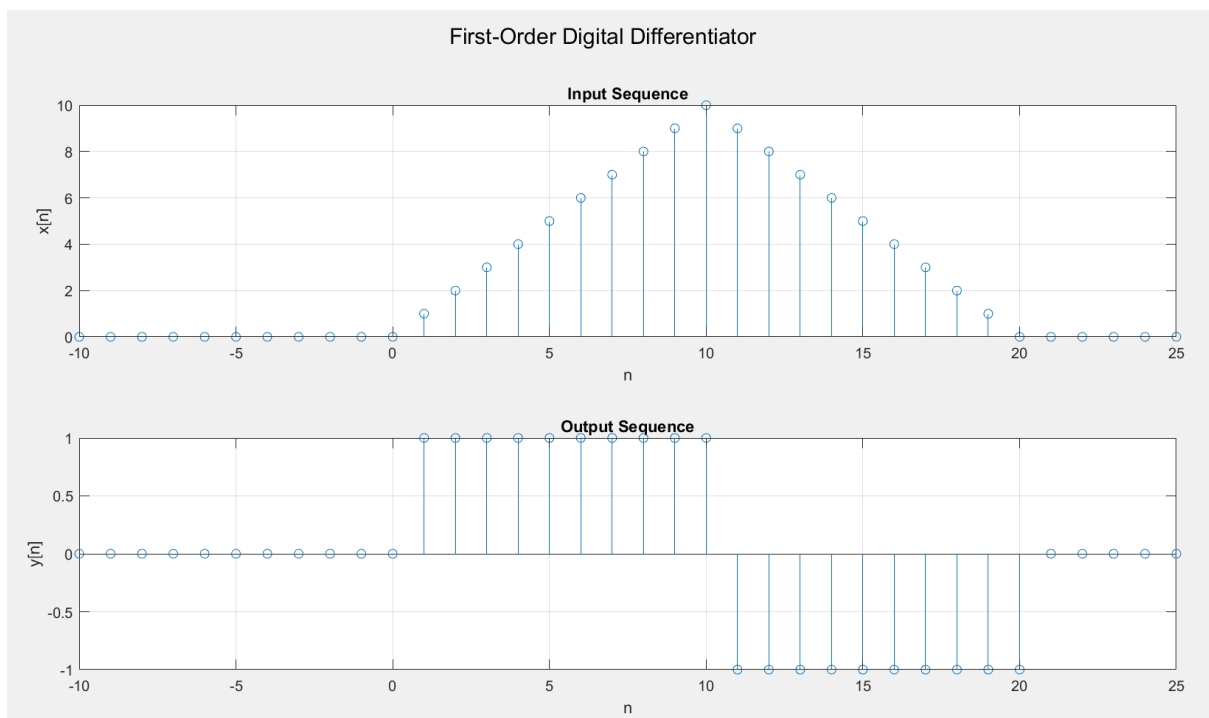 First-Order Digital Differentiator
Input Sequence
10
8
6
4
2
0
x[n]
-10 -5 0 5 10 15 20 25
n
Output Sequence
1
0.5
0
-0.5
-1
y[n]
-10 -5 0 5 10 15 20 25
n